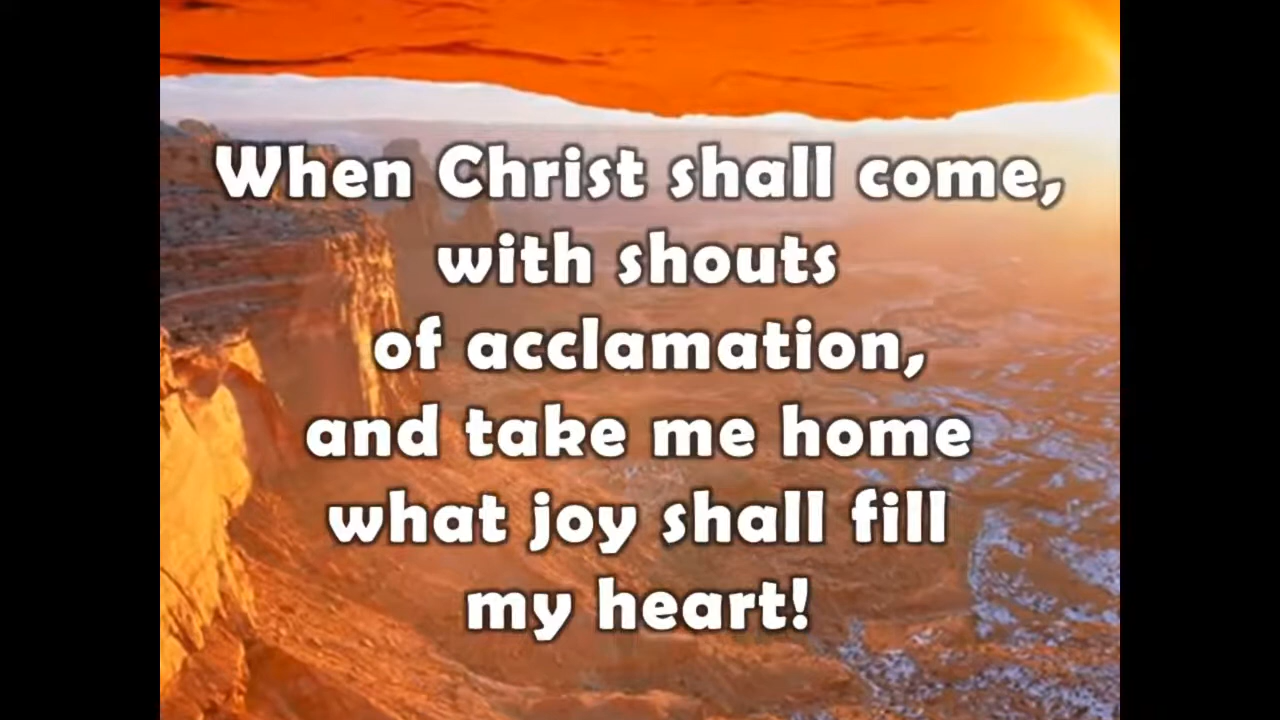 When Christ shall come,
with shouts
of acclamation,
and take me home
what joy shall fill
my heart!